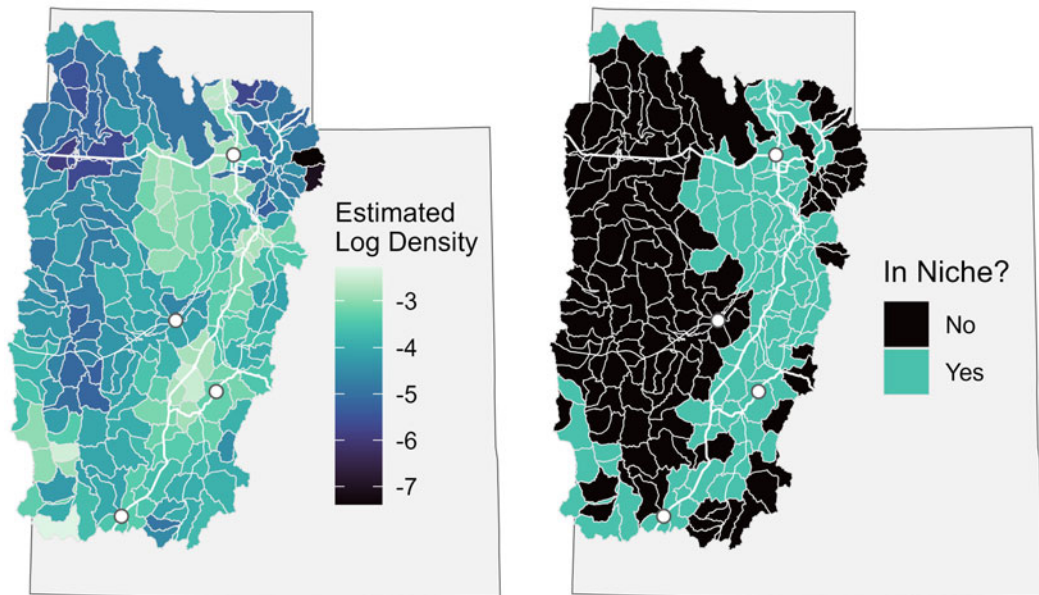 Estimated
Log Density
-3
-4
-5
-6
-7
In Niche?
No
Yes